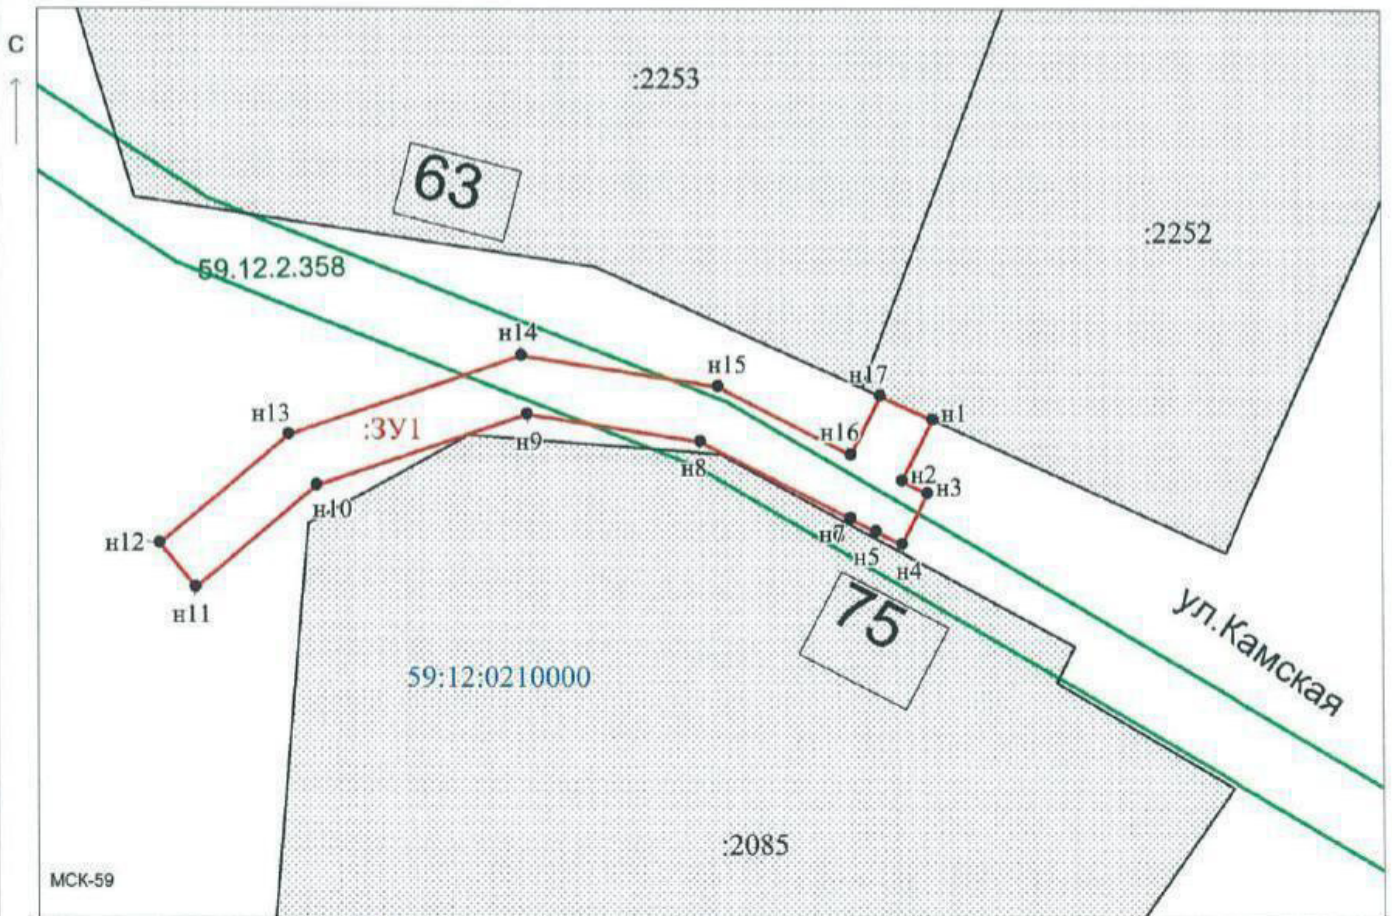 С
:2253
63
:2252
59.12.2.358
н14
н15
н17
н1
н13
:ЗУ1
н9
н16
н8
н2
н3
н10
н12
н7
н5
н4
н11
75
ул.Камская
59:12:0210000
:2085
МСК-59